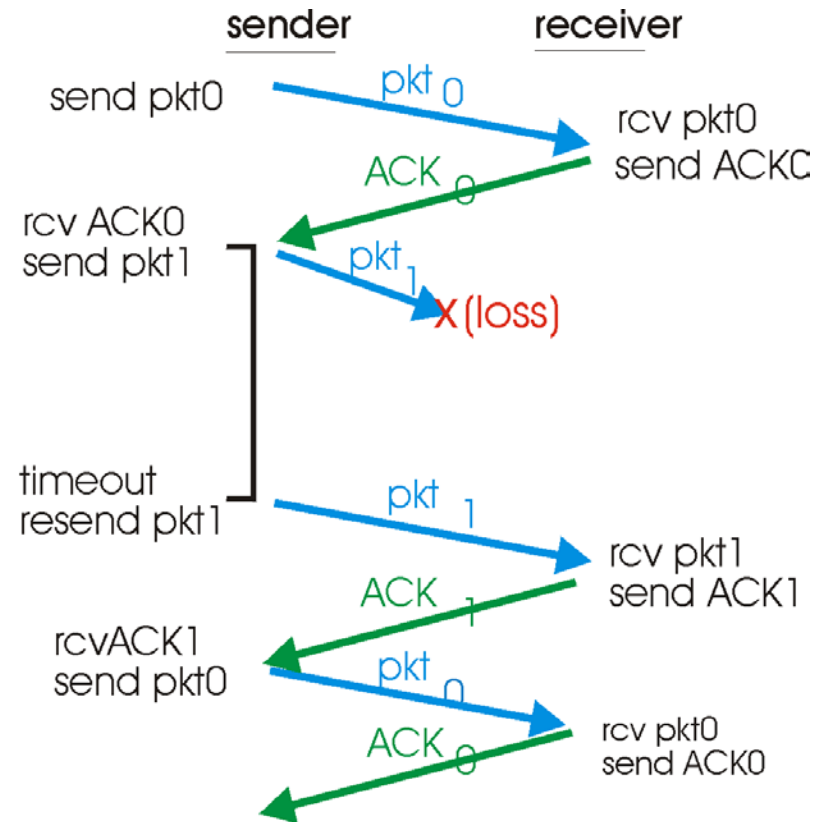 sender
receiver
send pkt0
pkt 0
rcv pkt0
send ACK0
ACK 0
rcv ACK0
send pkt1
pkt 1
X (loss)
timeout
resend pkt1
pkt 1
rcv pkt1
send ACK1
ACK 1
rcvACK1
send pkt0
pkt 0
rcv pkt0
send ACK0
ACK 0